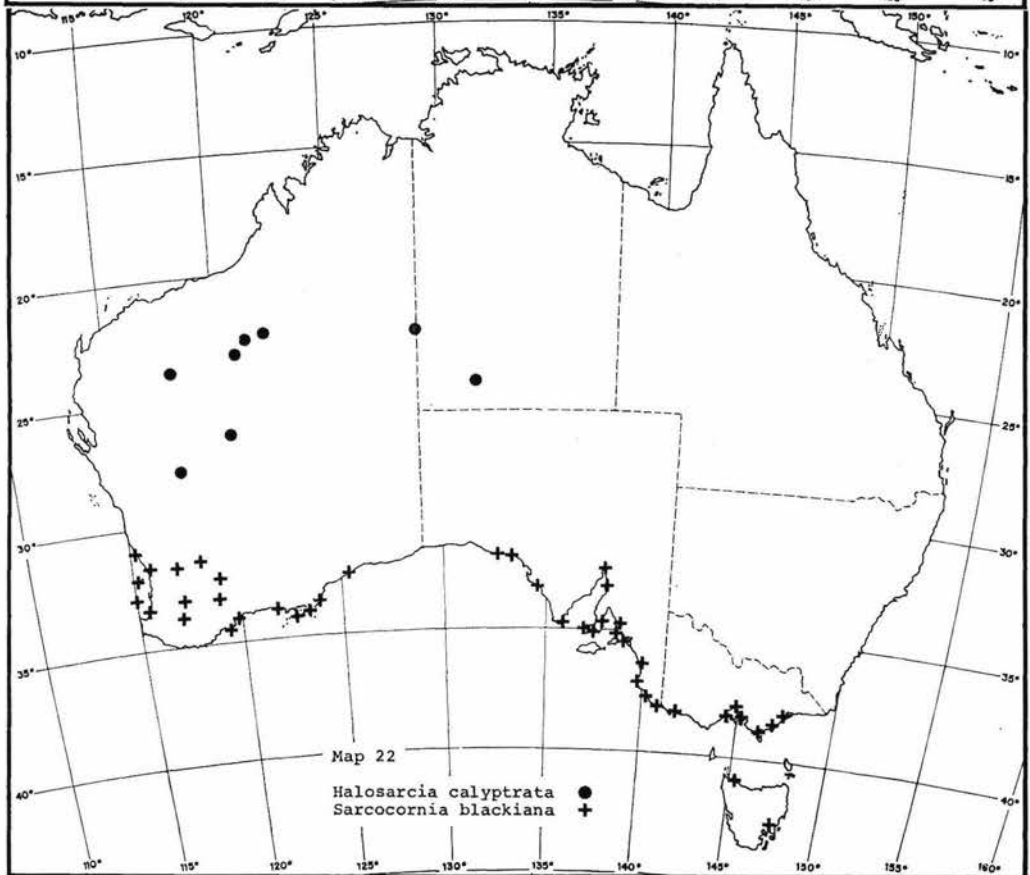 115° 120° 125° 130° 135° 140° 145° 150°
10° 10°
15° 15°
20° 20°
25° 25°
30° 30°
35° 35°
40° 40°
Map 22
Halosarcia calyptrata ●
Sarcocornia blackiana +
110° 115° 120° 125° 130° 135° 140° 145° 150° 155° 160°